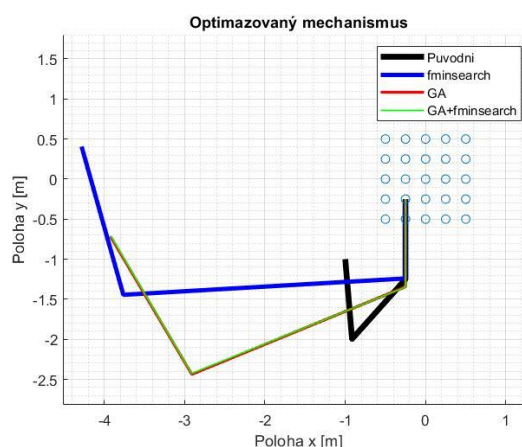 Optimazovaný mechanismus
Puvodni
fminsearch
GA
GA+fminsearch
1.5
1
0.5
0
-0.5
-1
-1.5
-2
-2.5
Poloha y [m]
-4
-3
-2
-1
0
1
Poloha x [m]